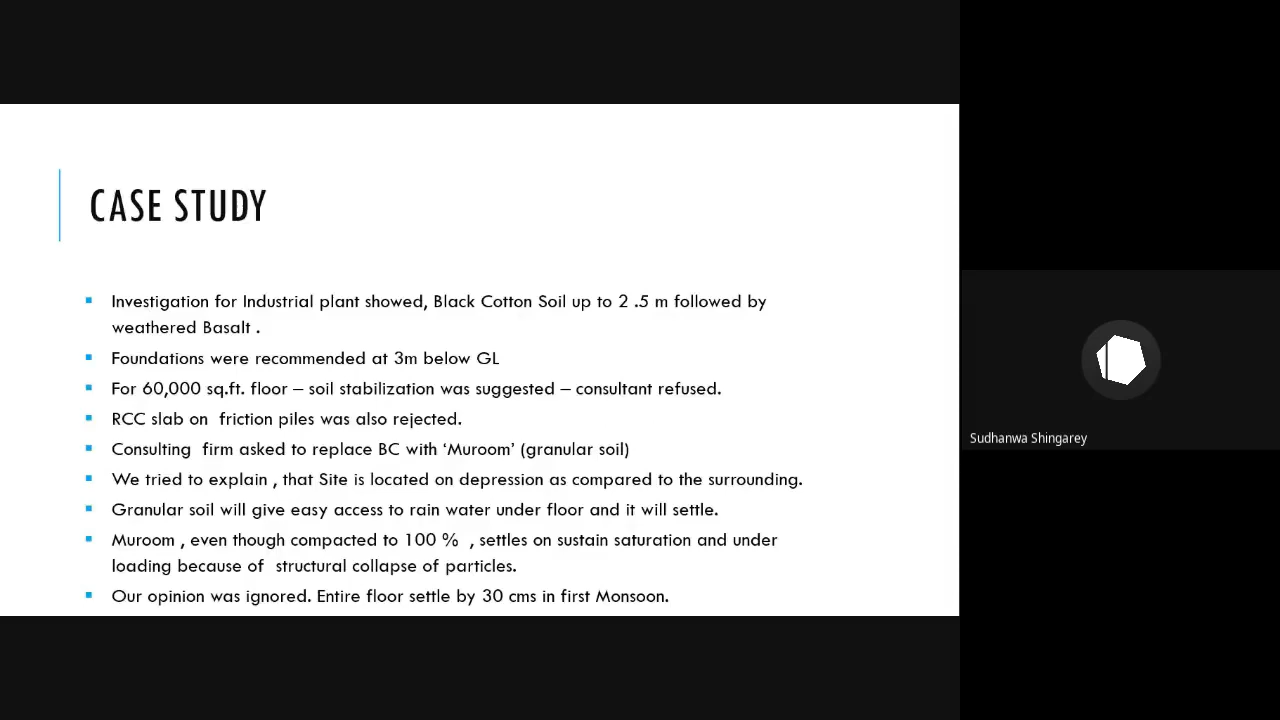 CASE STUDY
Investigation for Industrial plant showed, Black Cotton Soil up to 2 .5 m followed by
weathered Basalt .
Foundations were recommended at 3m below GL
For 60,000 sq.ft. floor – soil stabilization was suggested – consultant refused.
RCC slab on  friction piles was also rejected.
Consulting  firm asked to replace BC with ‘Muroom’ (granular soil)
We tried to explain , that Site is located on depression as compared to the surrounding.
Granular soil will give easy access to rain water under floor and it will settle.
Muroom , even though compacted to 100 %  , settles on sustain saturation and under
loading because of  structural collapse of particles.
Our opinion was ignored. Entire floor settle by 30 cms in first Monsoon.
Sudhanwa Shingarey